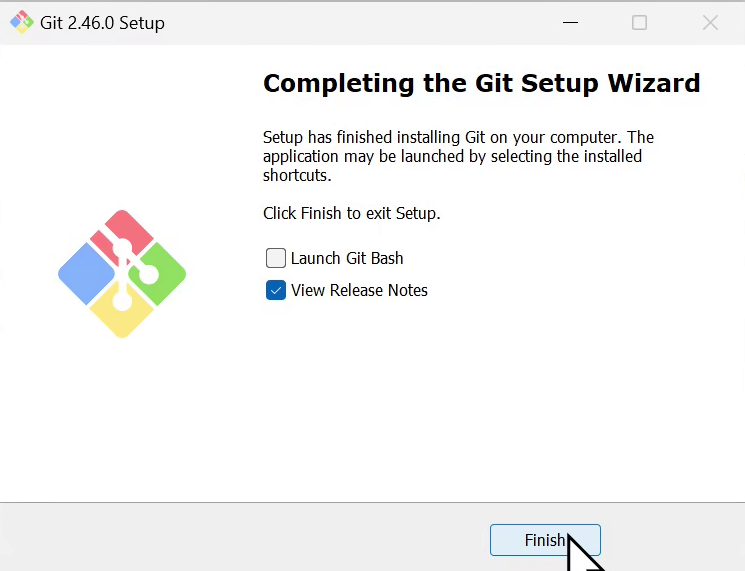 Git 2.46.0 Setup
Completing the Git Setup Wizard
Setup has finished installing Git on your computer. The
application may be launched by selecting the installed
shortcuts.
Click Finish to exit Setup.
Launch Git Bash
View Release Notes
Finish